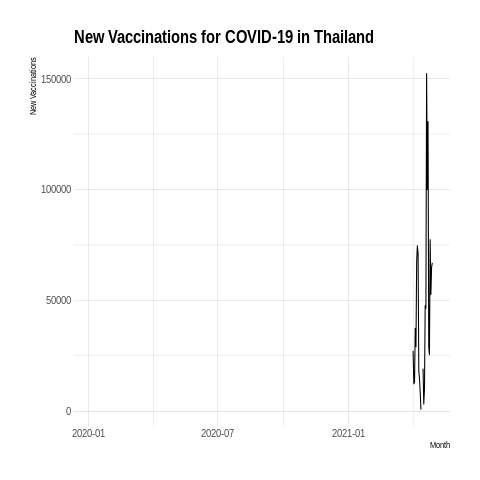 New Vaccinations for COVID-19 in Thailand
New Vaccinations
150000
100000
50000
0
2020-01
2020-07
2021-01
Month